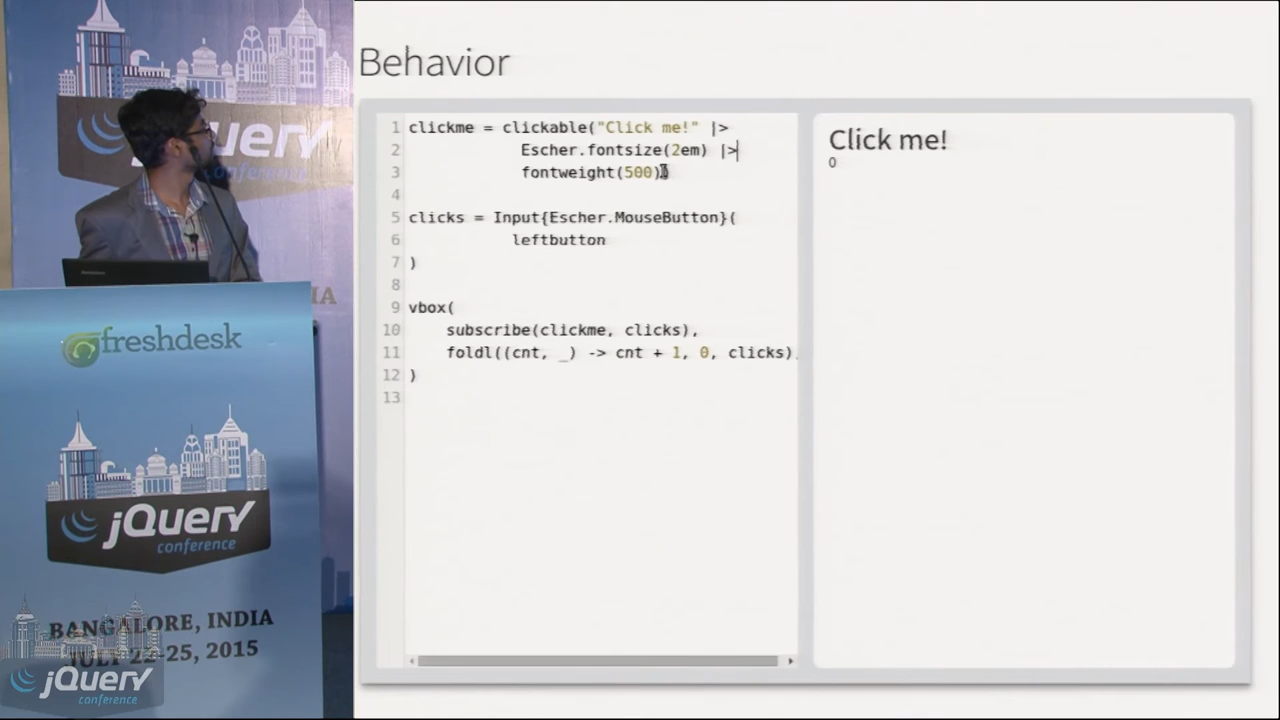 Behavior
1 clickme = clickable("Click me!" |>
2 Escher.fontsize(2em) |>
3 fontweight(500))
4
5 clicks = Input{Escher.MouseButton}(
6 leftbutton
7 )
8
9 vbox(
10 subscribe(clickme, clicks),
11 foldl((cnt, _) -> cnt + 1, 0, clicks)
12 )
13
Click me!
0
jQuery
IA
freshdesk
jQuery
conference
BANGALORE, INDIA
JULY 22-25, 2015
jQuery
conference